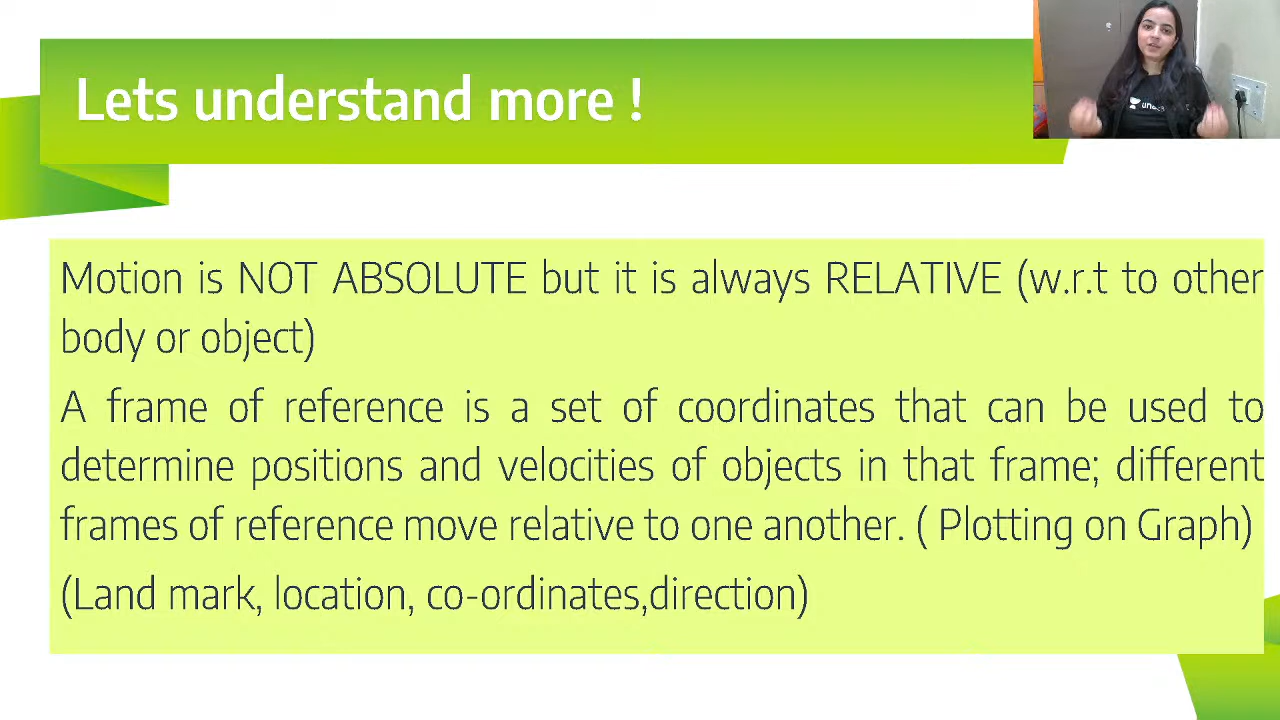 Lets understand more !
Motion is NOT ABSOLUTE but it is always RELATIVE (w.r.t to other
body or object)
A frame of reference is a set of coordinates that can be used to
determine positions and velocities of objects in that frame; different
frames of reference move relative to one another. ( Plotting on Graph)
(Land mark, location, co-ordinates,direction)